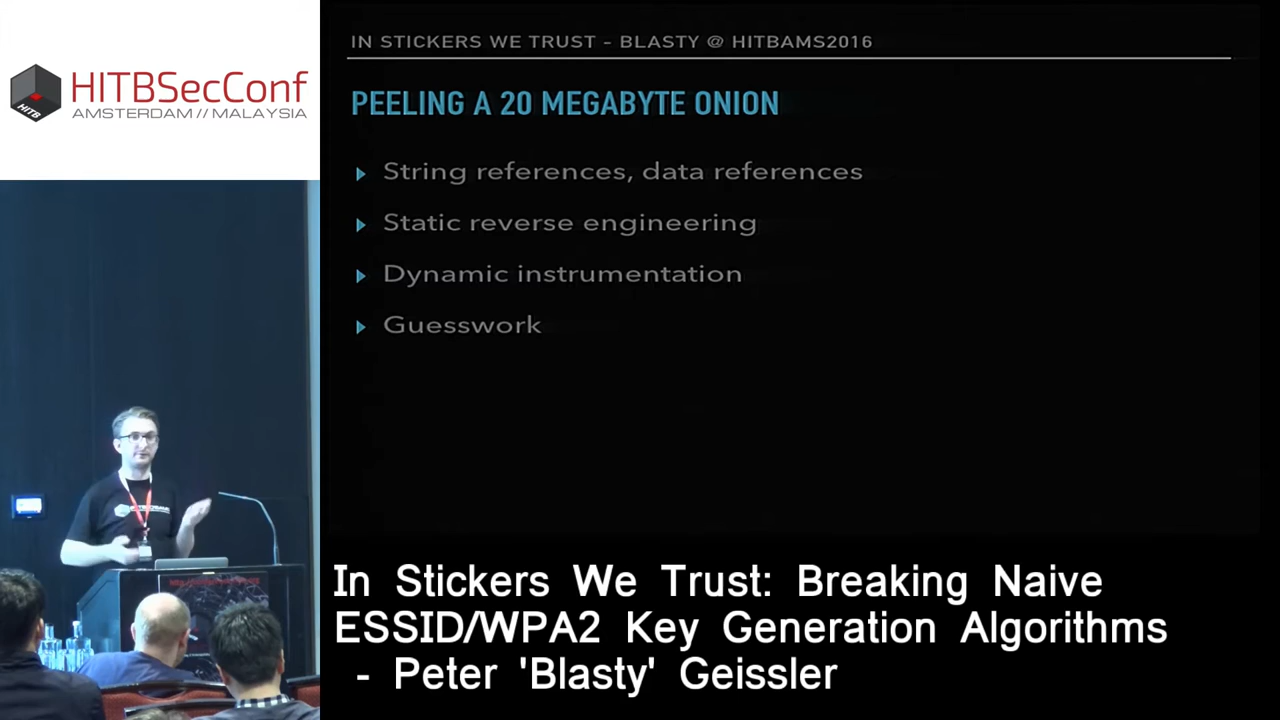 HITBSecConf
AMSTERDAM // MALAYSIA
HITB
IN STICKERS WE TRUST - BLASTY @ HITBAMS2016
PEELING A 20 MEGABYTE ONION
String references, data references
Static reverse engineering
Dynamic instrumentation
Guesswork
In Stickers We Trust: Breaking Naive
ESSID/WPA2 Key Generation Algorithms
- Peter 'Blasty' Geissler